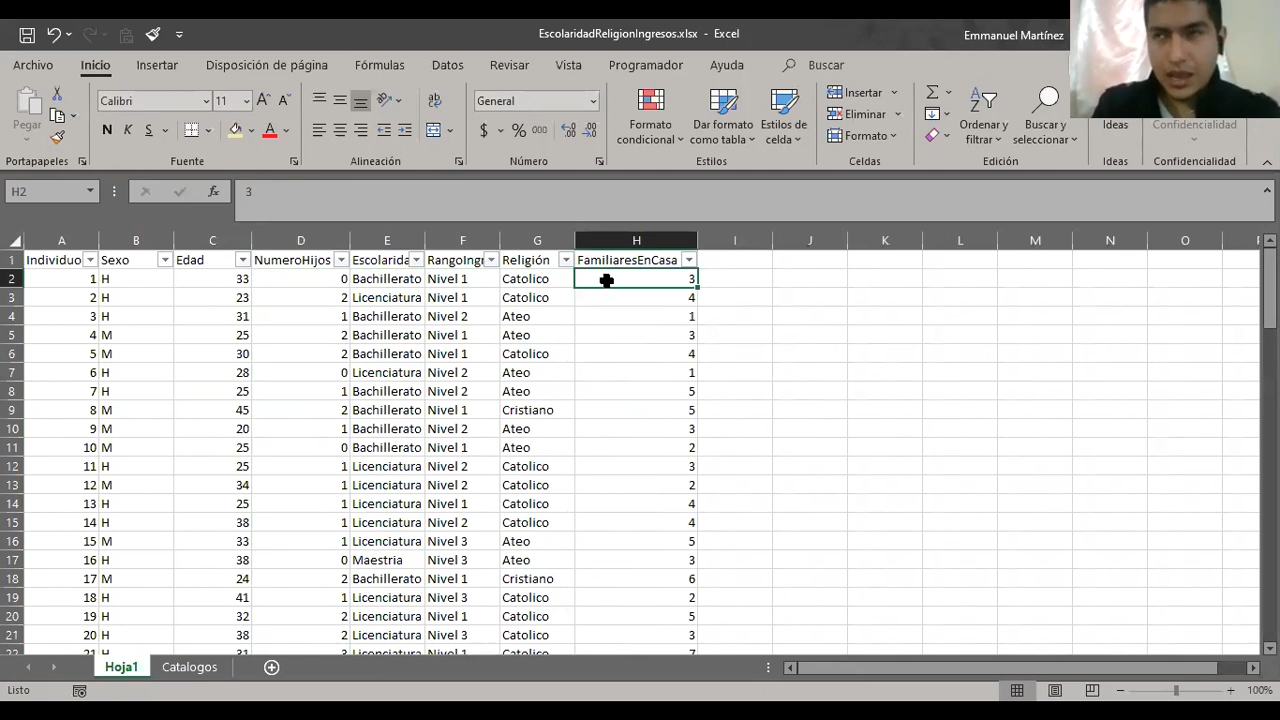 EscolaridadReligionIngresos.xlsx - Excel
Emmanuel Martínez
Archivo Inicio Insertar Disposición de página Fórmulas Datos Revisar Vista Programador Ayuda Buscar
Pegar
Calibri 11
N K S
General
$ % 000
Formato condicional
Dar formato como tabla
Estilos de celda
Insertar
Eliminar
Formato
Ordenar y filtrar
Buscar y seleccionar
Ideas
Confidencialidad
Portapapeles Fuente Alineación Número Estilos Celdas Edición Ideas Confidencialidad
H2 fx 3
A B C D E F G H I J K L M N O
1 Individuo Sexo Edad NumeroHijos Escolarida RangoIngr Religión FamiliaresEnCasa
2 1 H 33 0 Bachillerato Nivel 1 Catolico 3
3 2 H 23 2 Licenciatura Nivel 1 Catolico 4
4 3 H 31 1 Bachillerato Nivel 2 Ateo 1
5 4 M 25 2 Bachillerato Nivel 1 Ateo 3
6 5 M 30 2 Bachillerato Nivel 1 Catolico 4
7 6 H 28 0 Licenciatura Nivel 2 Ateo 1
8 7 H 25 1 Bachillerato Nivel 2 Ateo 5
9 8 M 45 2 Bachillerato Nivel 1 Cristiano 5
10 9 M 20 1 Bachillerato Nivel 2 Ateo 3
11 10 M 25 0 Bachillerato Nivel 1 Ateo 2
12 11 H 25 1 Licenciatura Nivel 2 Catolico 3
13 12 M 34 1 Licenciatura Nivel 2 Catolico 2
14 13 H 25 1 Licenciatura Nivel 1 Catolico 4
15 14 H 38 1 Licenciatura Nivel 2 Catolico 4
16 15 M 33 1 Licenciatura Nivel 3 Ateo 5
17 16 H 38 0 Maestria Nivel 3 Ateo 3
18 17 M 24 2 Bachillerato Nivel 1 Cristiano 6
19 18 H 41 1 Licenciatura Nivel 3 Catolico 2
20 19 H 32 2 Licenciatura Nivel 1 Catolico 5
21 20 H 38 2 Licenciatura Nivel 3 Catolico 3
22 21 H 31 3 Licenciatura Nivel 1 Catolico 7
Hoja1 Catalogos
Listo 100%